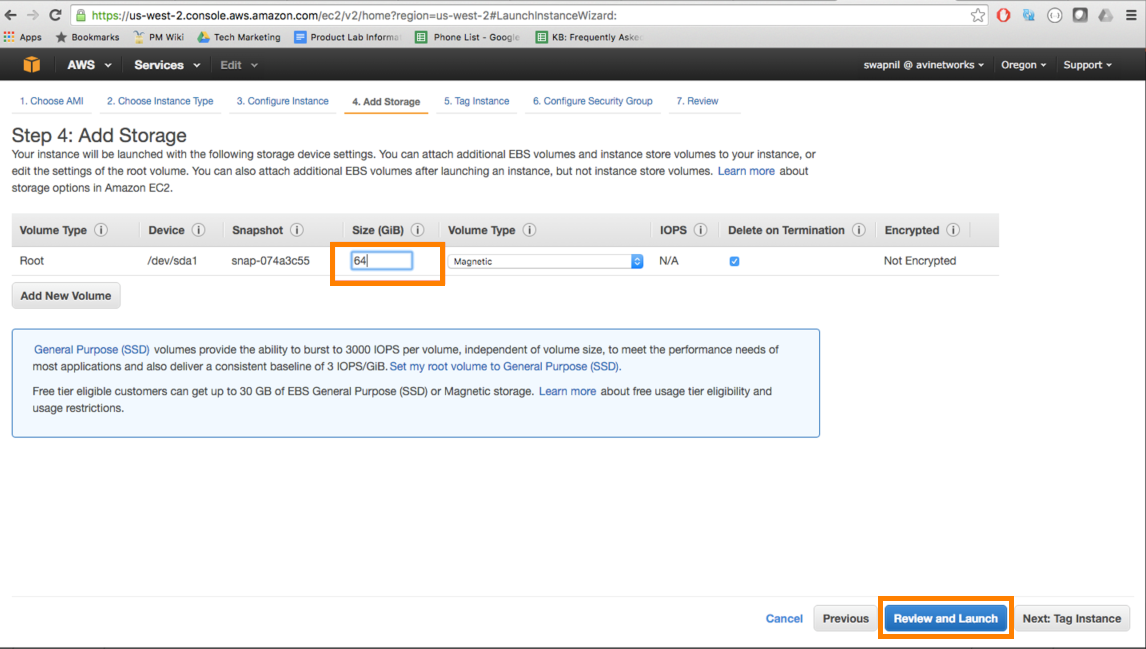 https://us-west-2.console.aws.amazon.com/ec2/v2/home?region=us-west-2#LaunchInstanceWizard:
Apps Bookmarks PM Wiki Tech Marketing Product Lab Informa Phone List - Google KB: Frequently Aske
AWS Services Edit swapnil @ avinetworks Oregon Support
1. Choose AMI 2. Choose Instance Type 3. Configure Instance 4. Add Storage 5. Tag Instance 6. Configure Security Group 7. Review
Step 4: Add Storage
Your instance will be launched with the following storage device settings. You can attach additional EBS volumes and instance store volumes to your instance, or
edit the settings of the root volume. You can also attach additional EBS volumes after launching an instance, but not instance store volumes. Learn more about
storage options in Amazon EC2.
Volume Type i Device i Snapshot i Size (GiB) i Volume Type i IOPS i Delete on Termination i Encrypted i
Root /dev/sda1 snap-074a3c55 64 Magnetic N/A Not Encrypted
Add New Volume
General Purpose (SSD) volumes provide the ability to burst to 3000 IOPS per volume, independent of volume size, to meet the performance needs of
most applications and also deliver a consistent baseline of 3 IOPS/GiB. Set my root volume to General Purpose (SSD).
Free tier eligible customers can get up to 30 GB of EBS General Purpose (SSD) or Magnetic storage. Learn more about free usage tier eligibility and
usage restrictions.
Cancel Previous Review and Launch Next: Tag Instance